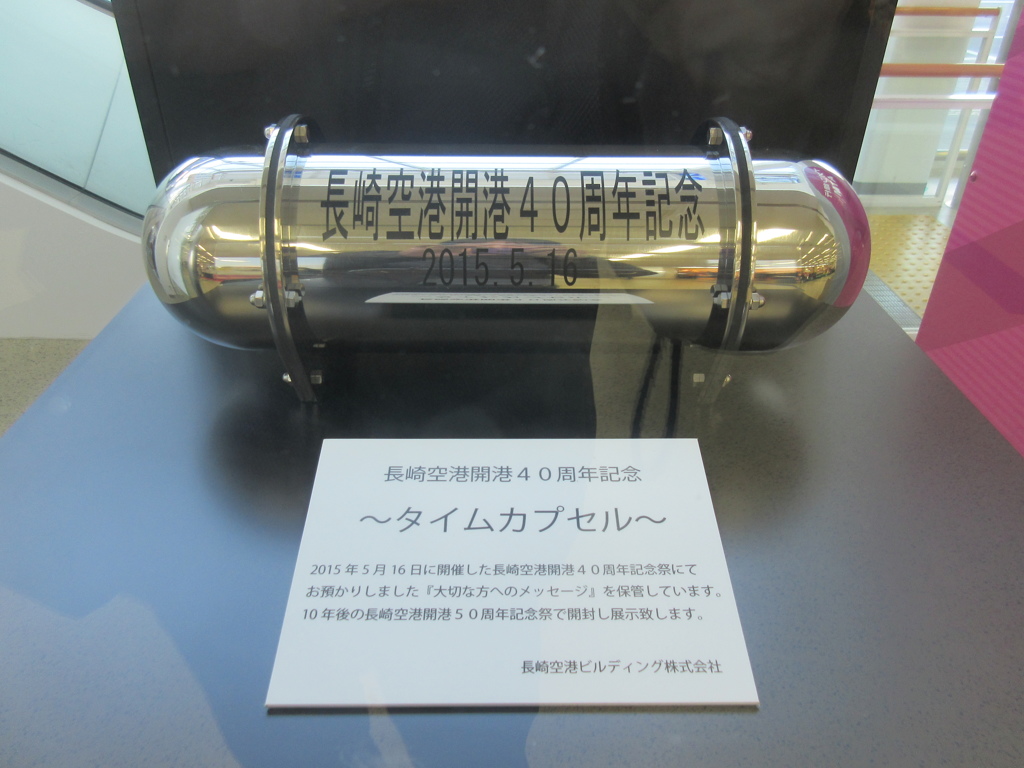 長崎空港開港４０周年記念
2015.5.16
長崎空港開港４０周年記念
～タイムカプセル～
2015年5月16日に開催した長崎空港開港４０周年記念祭にて
お預かりしました『大切な方へのメッセージ』を保管しています。
10年後の長崎空港開港５０周年記念祭で開封し展示致します。
長崎空港ビルディング株式会社